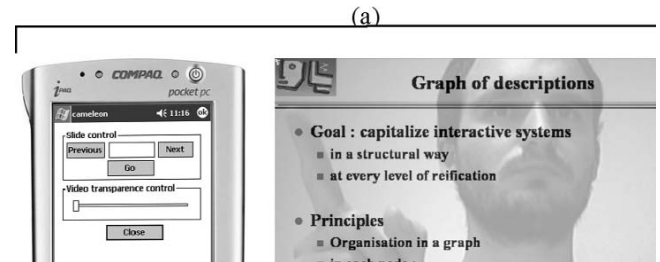 (a)
COMPAQ
iPAQ
pocket pc
cameleon 11:16 ok
Slide control
Previous Next
Go
Video transparence control
Close
Graph of descriptions
Goal : capitalize interactive systems
in a structural way
at every level of reification
Principles
Organisation in a graph